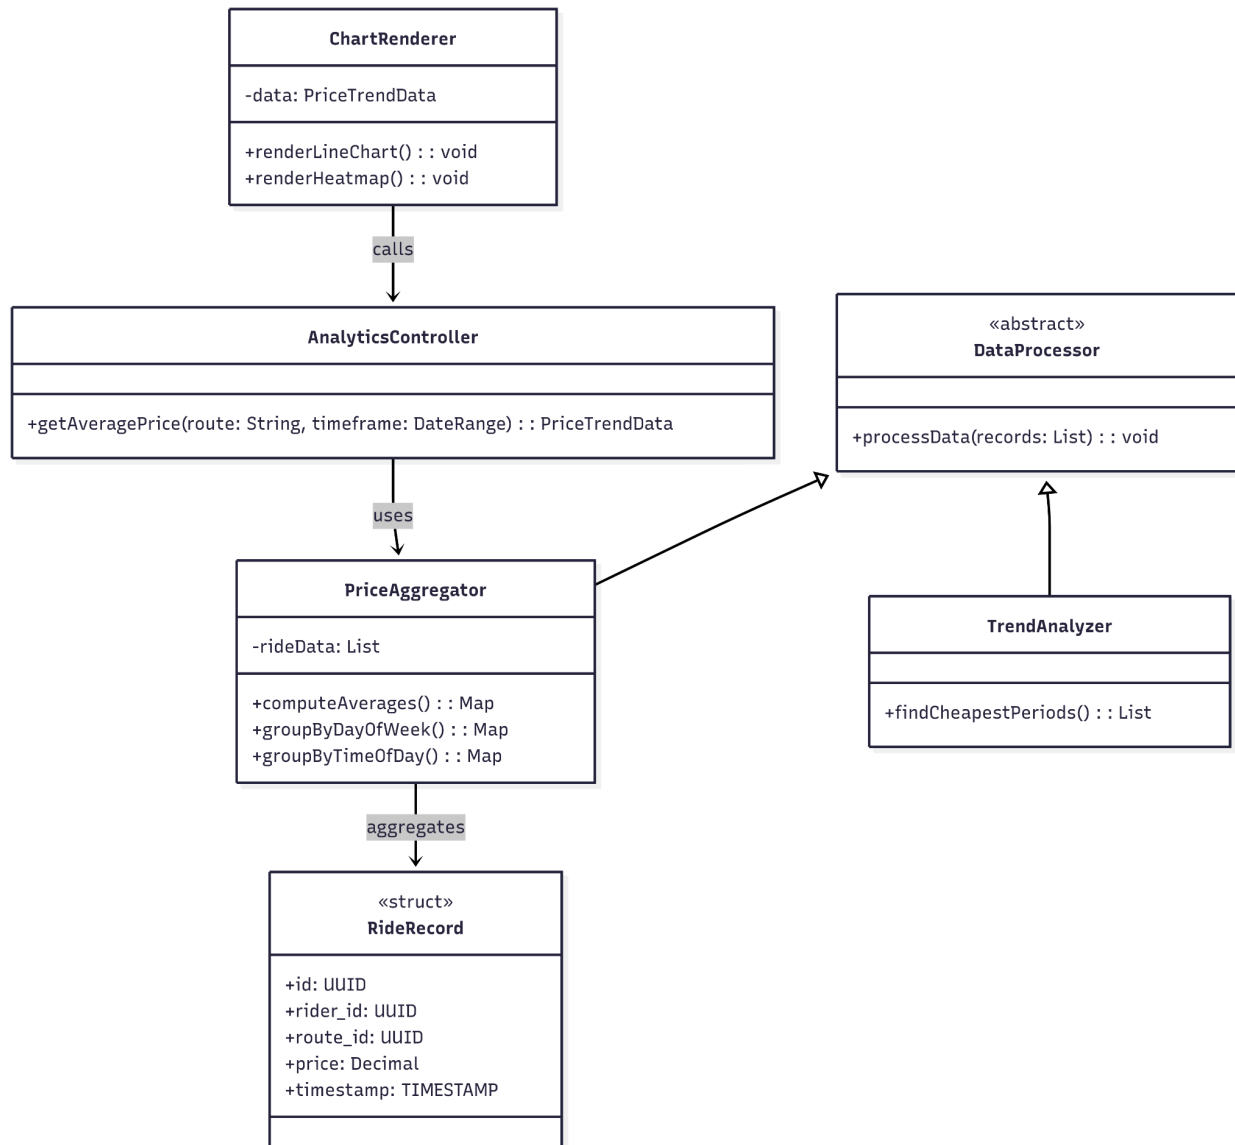 ChartRenderer
-data: PriceTrendData
+renderLineChart() : : void
+renderHeatmap() : : void
calls
AnalyticsController
+getAveragePrice(route: String, timeframe: DateRange) : : PriceTrendData
«abstract»
DataProcessor
+processData(records: List) : : void
uses
PriceAggregator
-rideData: List
+computeAverages() : : Map
+groupByDayOfWeek() : : Map
+groupByTimeOfDay() : : Map
TrendAnalyzer
+findCheapestPeriods() : : List
aggregates
«struct»
RideRecord
+id: UUID
+rider_id: UUID
+route_id: UUID
+price: Decimal
+timestamp: TIMESTAMP